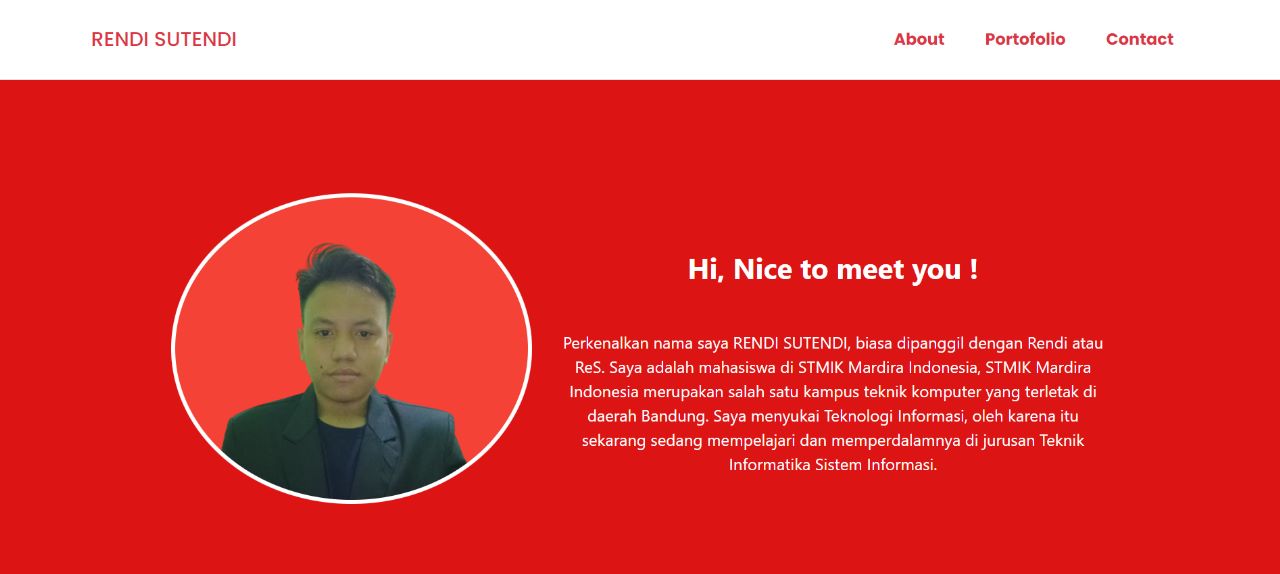 RENDI SUTENDI
About Portofolio Contact
Hi, Nice to meet you !
Perkenalkan nama saya RENDI SUTENDI, biasa dipanggil dengan Rendi atau
ReS. Saya adalah mahasiswa di STMIK Mardira Indonesia, STMIK Mardira
Indonesia merupakan salah satu kampus teknik komputer yang terletak di
daerah Bandung. Saya menyukai Teknologi Informasi, oleh karena itu
sekarang sedang mempelajari dan memperdalamnya di jurusan Teknik
Informatika Sistem Informasi.